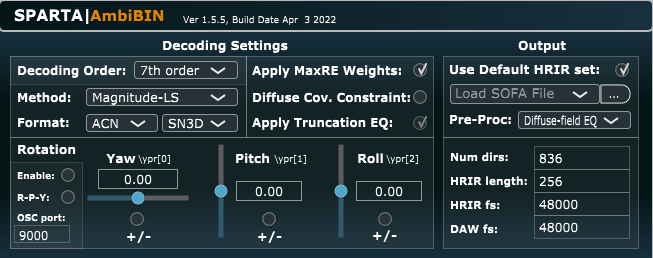 SPARTA|AmbiBIN Ver 1.5.5, Build Date Apr 3 2022
Decoding Settings
Decoding Order: 7th order
Method: Magnitude-LS
Format: ACN SN3D
Apply MaxRE Weights:
Diffuse Cov. Constraint:
Apply Truncation EQ:
Rotation
Enable:
R-P-Y:
OSC port:
9000
Yaw \ypr[0]
0.00
+/-
Pitch \ypr[1]
0.00
+/-
Roll \ypr[2]
0.00
+/-
Output
Use Default HRIR set:
Load SOFA File ...
Pre-Proc: Diffuse-field EQ
Num dirs: 836
HRIR length: 256
HRIR fs: 48000
DAW fs: 48000